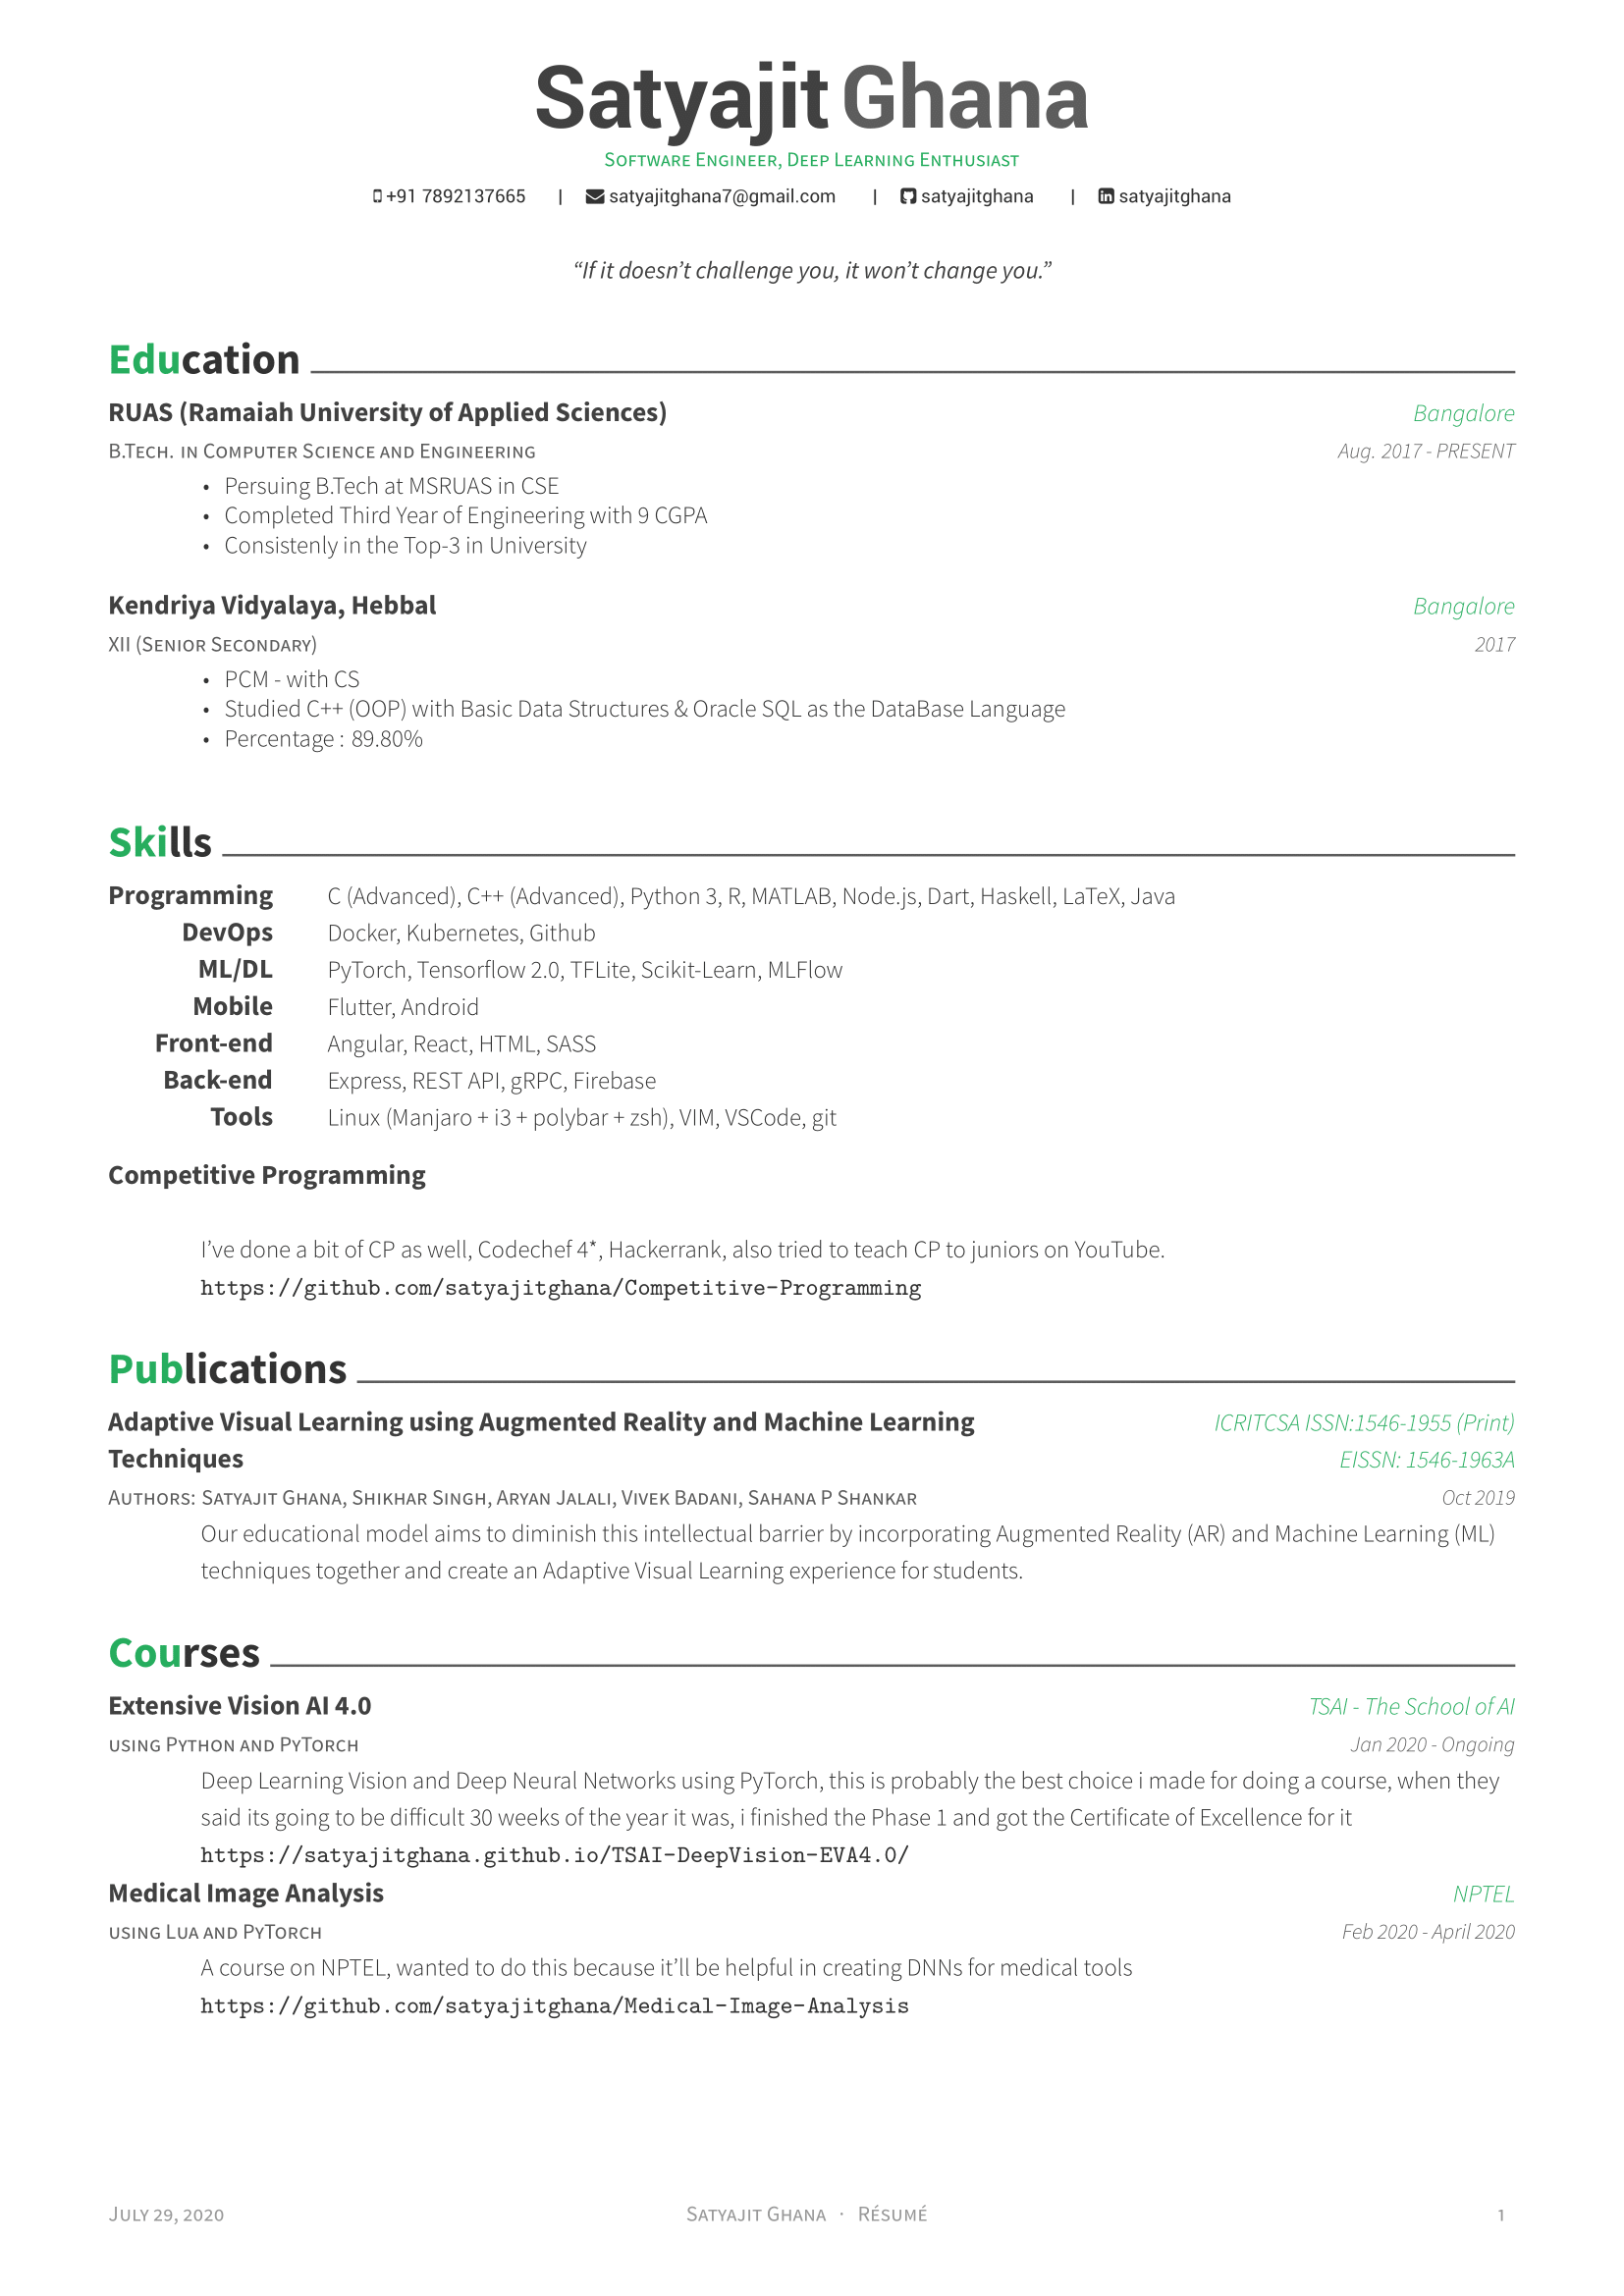 Satyajit Ghana
Software Engineer, Deep Learning Enthusiast
+91 7892137665 | satyajitghana7@gmail.com | satyajitghana | satyajitghana
“If it doesn’t challenge you, it won’t change you.”
Education
RUAS (Ramaiah University of Applied Sciences) Bangalore
B.Tech. in Computer Science and Engineering Aug. 2017 - PRESENT
• Persuing B.Tech at MSRUAS in CSE
• Completed Third Year of Engineering with 9 CGPA
• Consistenly in the Top-3 in University
Kendriya Vidyalaya, Hebbal Bangalore
XII (Senior Secondary) 2017
• PCM - with CS
• Studied C++ (OOP) with Basic Data Structures & Oracle SQL as the DataBase Language
• Percentage : 89.80%
Skills
Programming C (Advanced), C++ (Advanced), Python 3, R, MATLAB, Node.js, Dart, Haskell, LaTeX, Java
DevOps Docker, Kubernetes, Github
ML/DL PyTorch, Tensorflow 2.0, TFLite, Scikit-Learn, MLFlow
Mobile Flutter, Android
Front-end Angular, React, HTML, SASS
Back-end Express, REST API, gRPC, Firebase
Tools Linux (Manjaro + i3 + polybar + zsh), VIM, VSCode, git
Competitive Programming
I’ve done a bit of CP as well, Codechef 4*, Hackerrank, also tried to teach CP to juniors on YouTube.
https://github.com/satyajitghana/Competitive-Programming
Publications
Adaptive Visual Learning using Augmented Reality and Machine Learning ICRITCSA ISSN:1546-1955 (Print)
Techniques EISSN: 1546-1963A
Authors: Satyajit Ghana, Shikhar Singh, Aryan Jalali, Vivek Badani, Sahana P Shankar Oct 2019
Our educational model aims to diminish this intellectual barrier by incorporating Augmented Reality (AR) and Machine Learning (ML)
techniques together and create an Adaptive Visual Learning experience for students.
Courses
Extensive Vision AI 4.0 TSAI - The School of AI
using Python and PyTorch Jan 2020 - Ongoing
Deep Learning Vision and Deep Neural Networks using PyTorch, this is probably the best choice i made for doing a course, when they
said its going to be difficult 30 weeks of the year it was, i finished the Phase 1 and got the Certificate of Excellence for it
https://satyajitghana.github.io/TSAI-DeepVision-EVA4.0/
Medical Image Analysis NPTEL
using Lua and PyTorch Feb 2020 - April 2020
A course on NPTEL, wanted to do this because it’ll be helpful in creating DNNs for medical tools
https://github.com/satyajitghana/Medical-Image-Analysis
July 29, 2020 Satyajit Ghana · Résumé 1